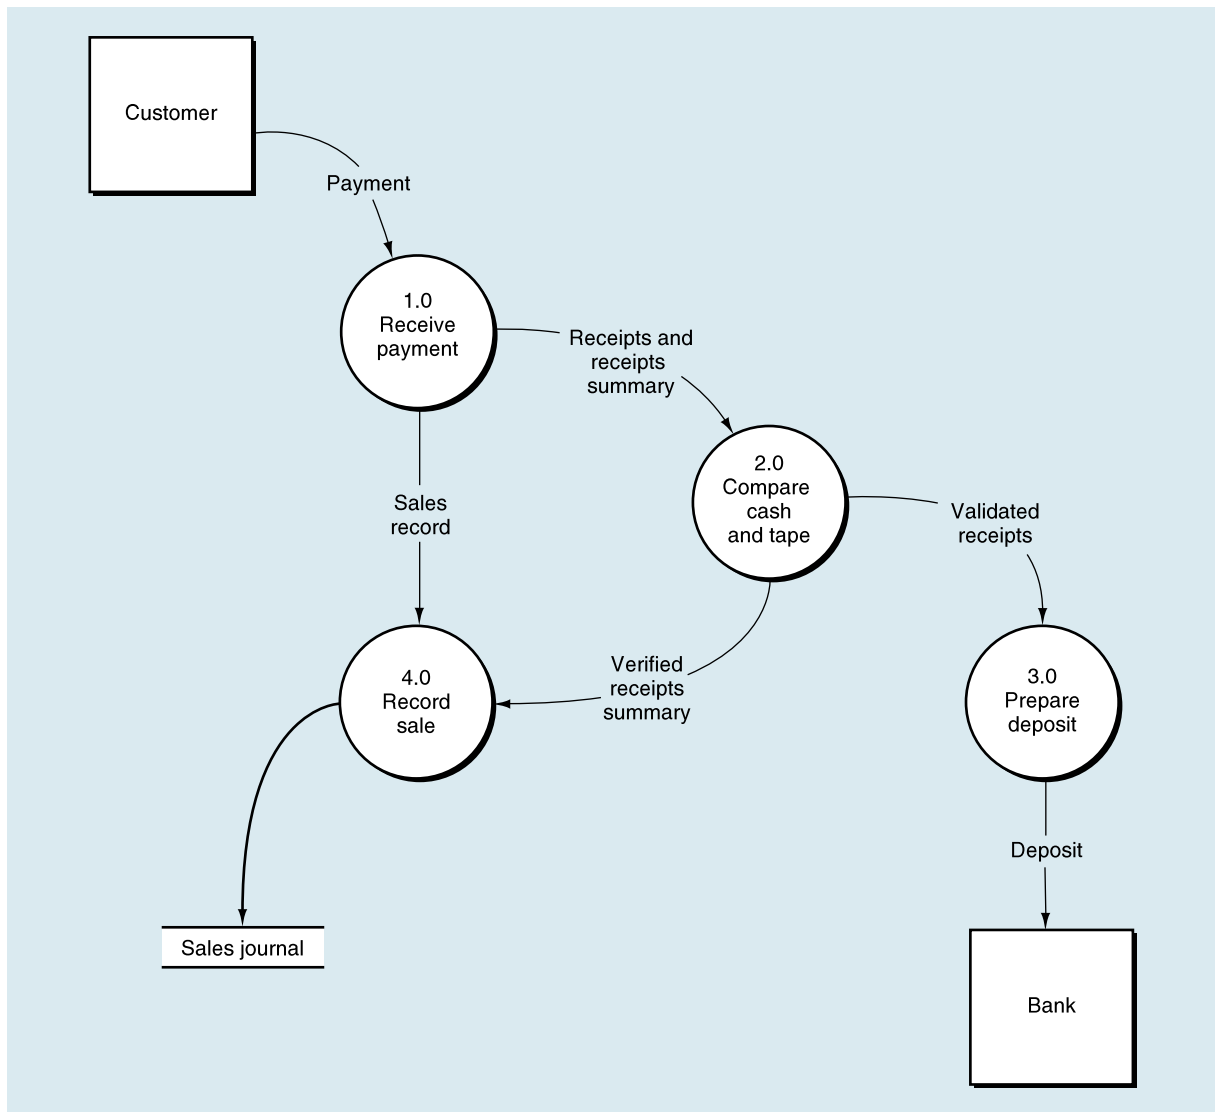 Customer
Payment
1.0
Receive
payment
Receipts and
receipts
summary
2.0
Compare
cash
and tape
Sales
record
Validated
receipts
Verified
receipts
summary
4.0
Record
sale
3.0
Prepare
deposit
Deposit
Sales journal
Bank